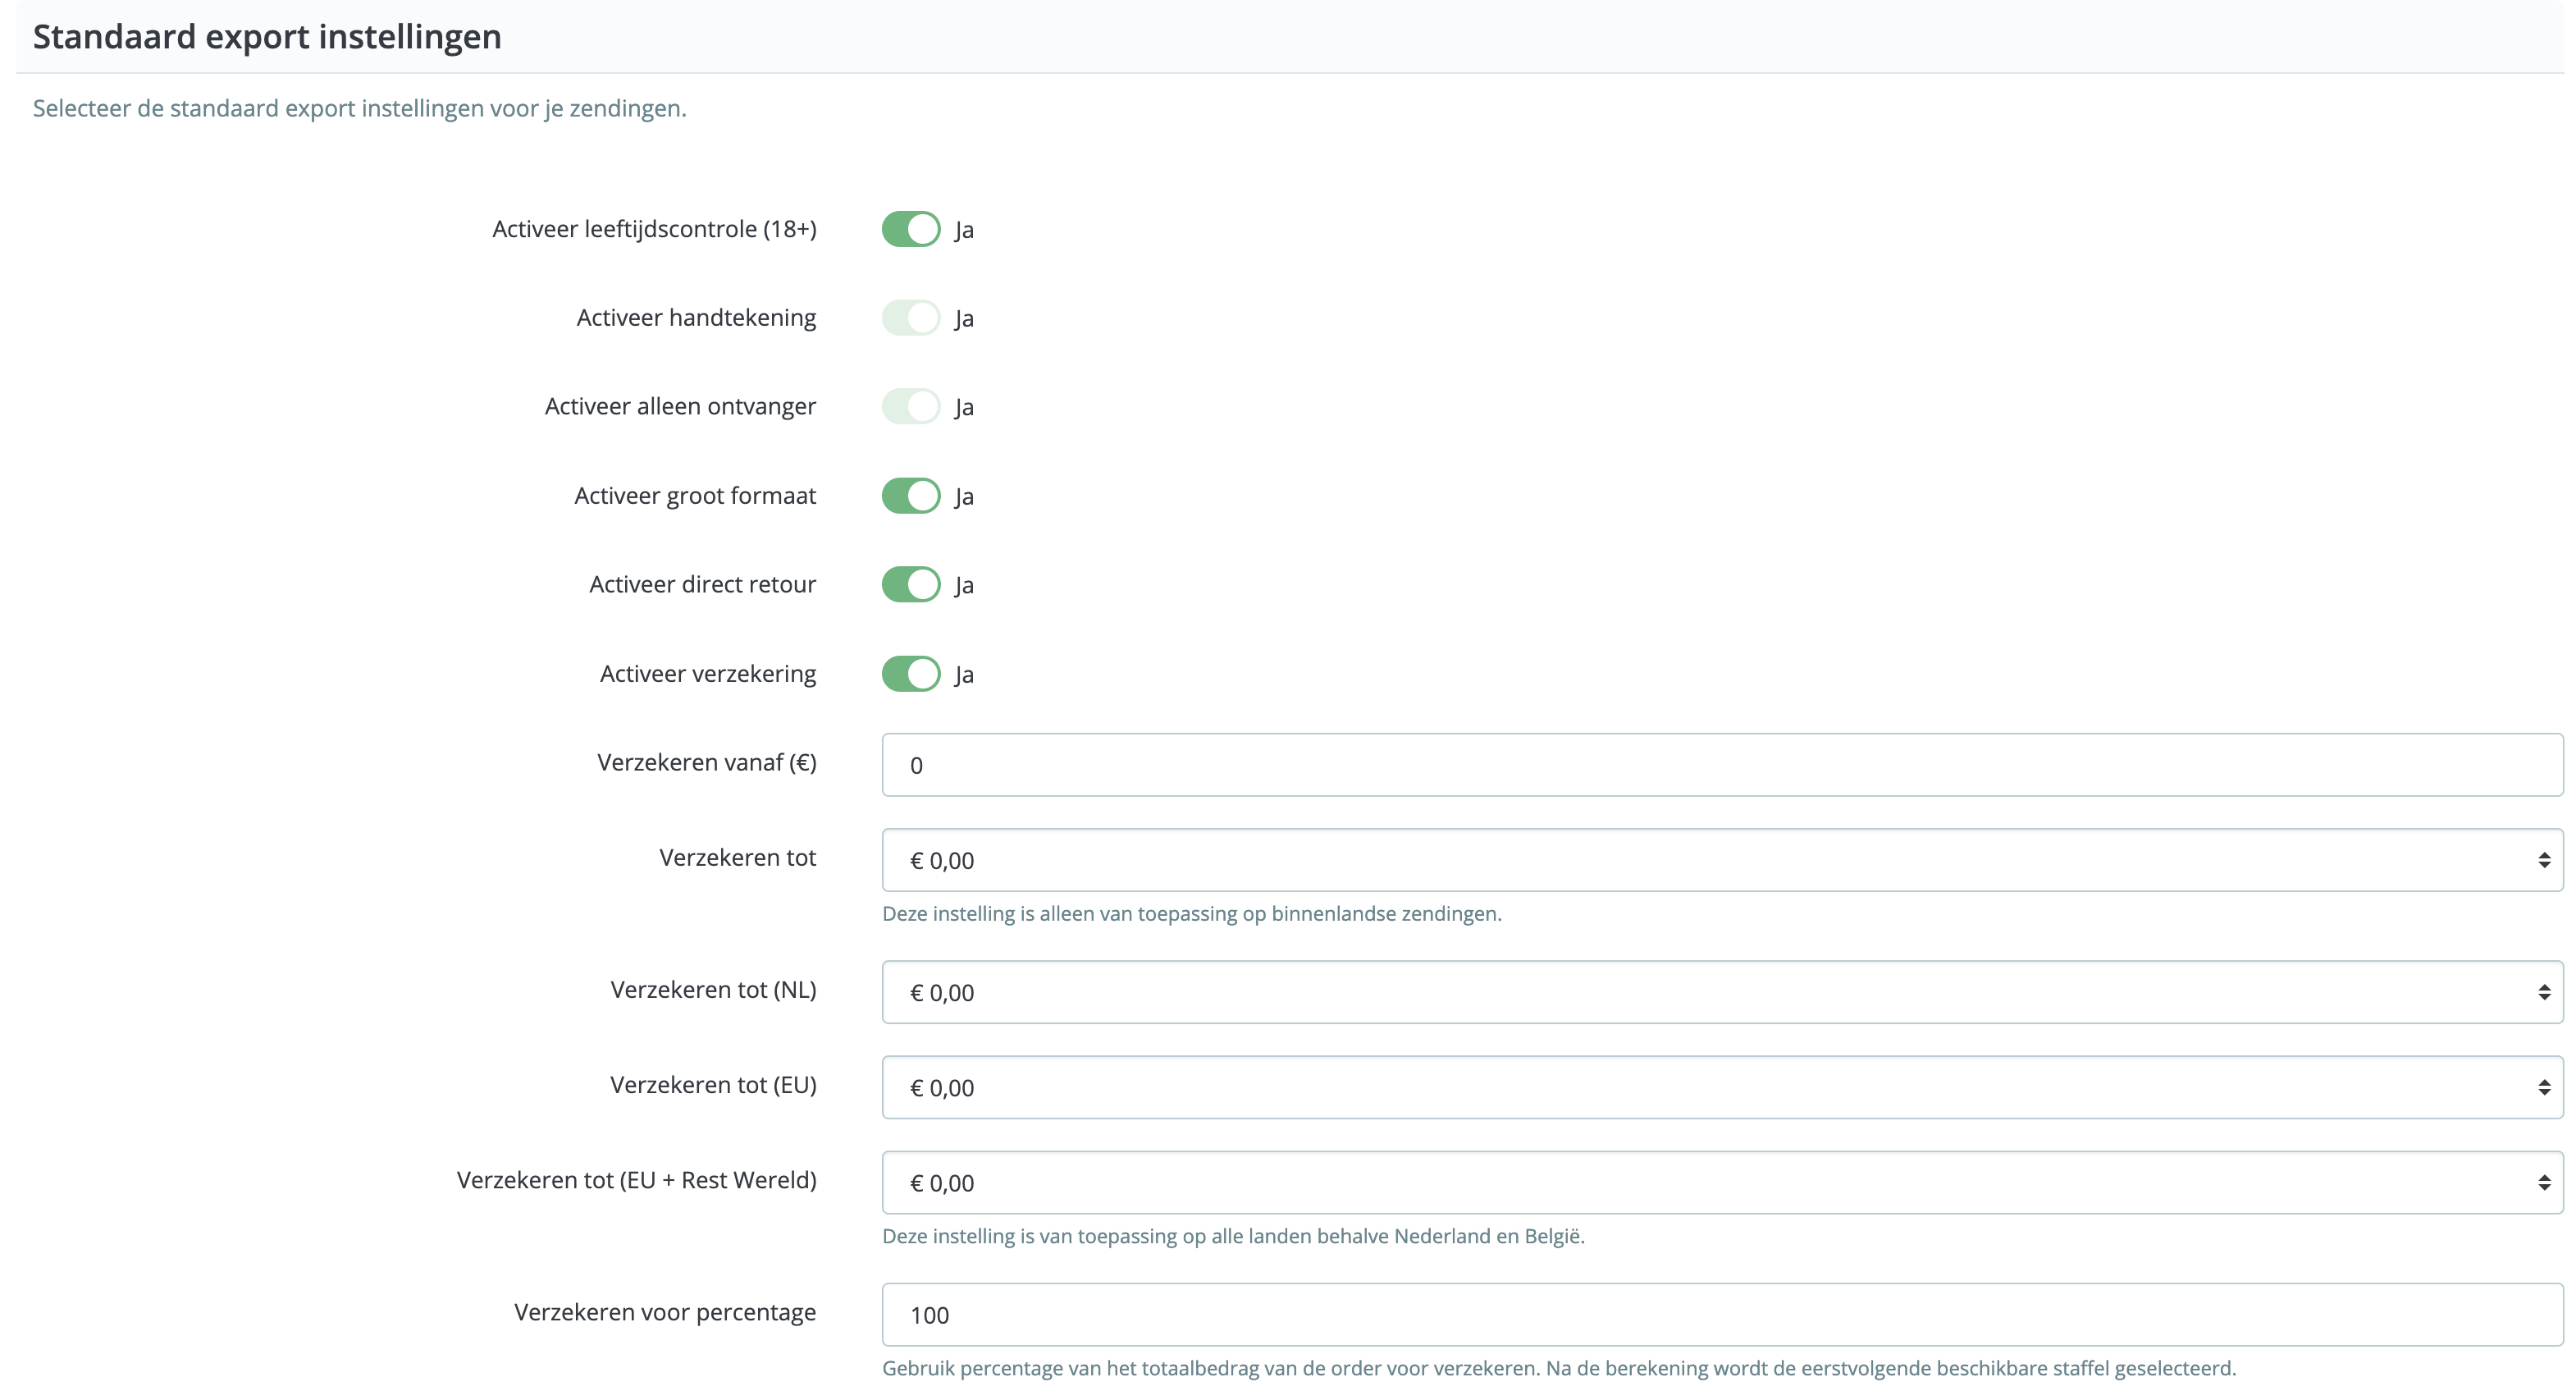 Standaard export instellingen
Selecteer de standaard export instellingen voor je zendingen.
Activeer leeftijdscontrole (18+) Ja
Activeer handtekening Ja
Activeer alleen ontvanger Ja
Activeer groot formaat Ja
Activeer direct retour Ja
Activeer verzekering Ja
Verzekeren vanaf (€) 0
Verzekeren tot € 0,00
Deze instelling is alleen van toepassing op binnenlandse zendingen.
Verzekeren tot (NL) € 0,00
Verzekeren tot (EU) € 0,00
Verzekeren tot (EU + Rest Wereld) € 0,00
Deze instelling is van toepassing op alle landen behalve Nederland en België.
Verzekeren voor percentage 100
Gebruik percentage van het totaalbedrag van de order voor verzekeren. Na de berekening wordt de eerstvolgende beschikbare staffel geselecteerd.